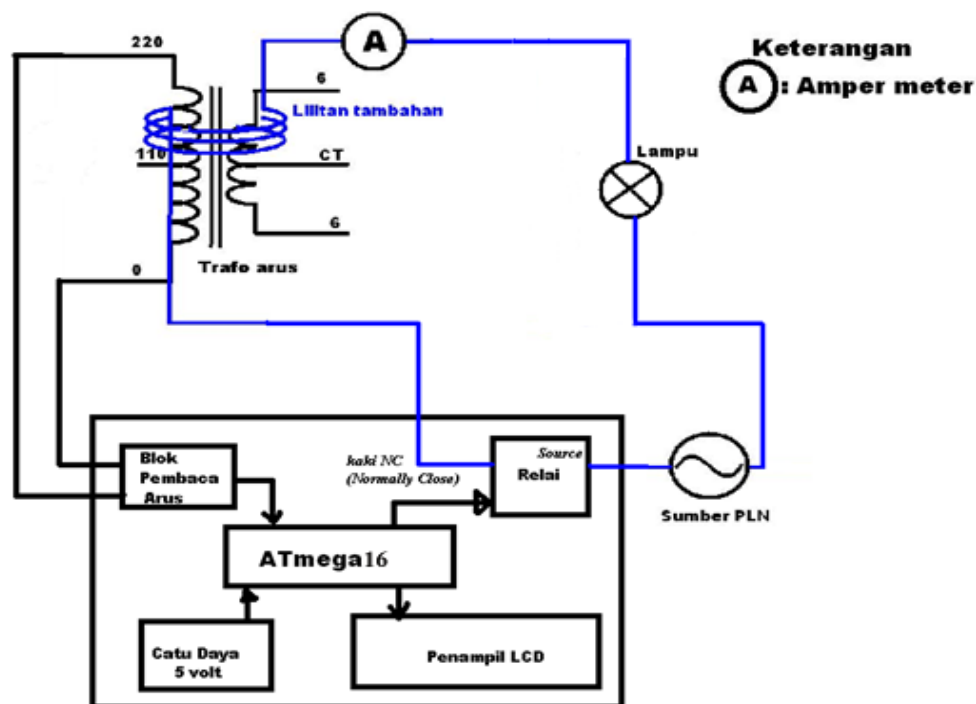 220
A
Keterangan
A : Amper meter
6
Lilitan tambahan
110
CT
Lampu
6
0
Trafo arus
Blok
Pembaca
Arus
kaki NC
(Normally Close)
Source
Relai
Sumber PLN
ATmega16
Catu Daya
5 volt
Penampil LCD